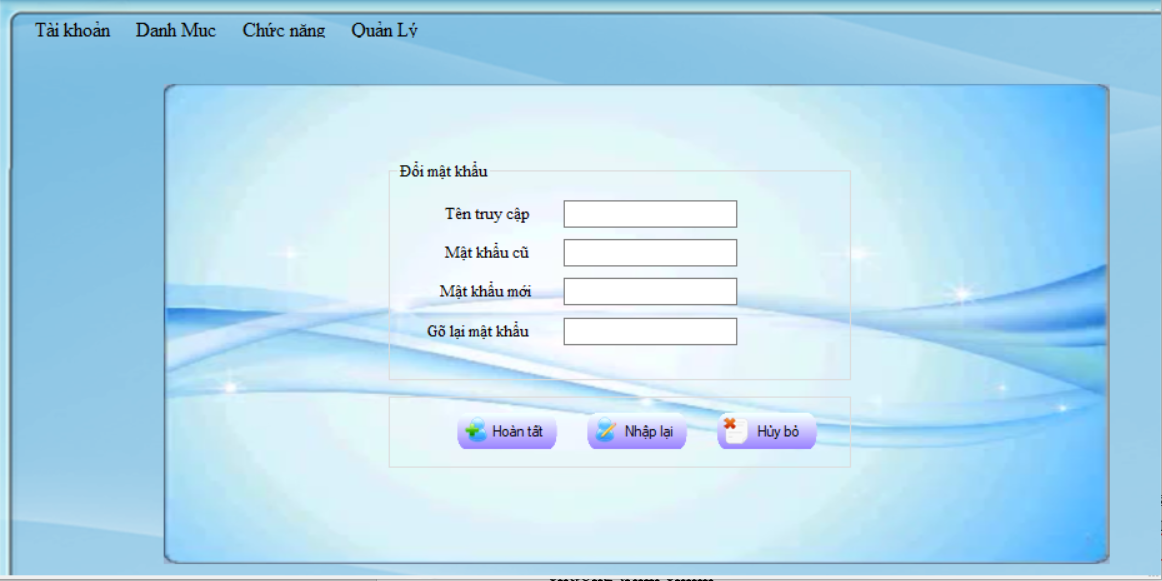 Tài khoản Danh Muc Chức năng Quản Lý
Đổi mật khẩu
Tên truy cập
Mật khẩu cũ
Mật khẩu mới
Gõ lại mật khẩu
Hoàn tất Nhập lại Hủy bỏ